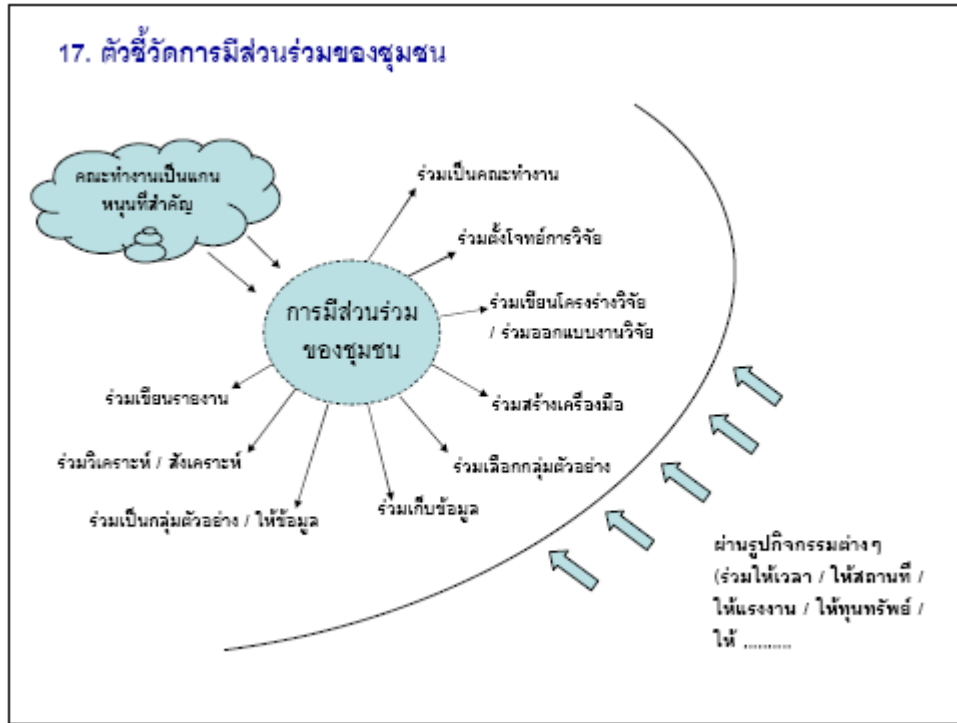 17. ตัวชี้วัดการมีส่วนร่วมของชุมชน
คณะทำงานเป็นแกน
หนุนที่สำคัญ
ร่วมเป็นคณะทำงาน
ร่วมตั้งโจทย์การวิจัย
การมีส่วนร่วม
ของชุมชน
ร่วมเขียนโครงร่างวิจัย
/ ร่วมออกแบบงานวิจัย
ร่วมสร้างเครื่องมือ
ร่วมเลือกกลุ่มตัวอย่าง
ร่วมเก็บข้อมูล
ร่วมเป็นกลุ่มตัวอย่าง / ให้ข้อมูล
ร่วมวิเคราะห์ / สังเคราะห์
ร่วมเขียนรายงาน
ผ่านรูปกิจกรรมต่างๆ
(ร่วมให้เวลา / ให้สถานที่ /
ให้แรงงาน / ให้ทุนทรัพย์ /
ให้ ..........